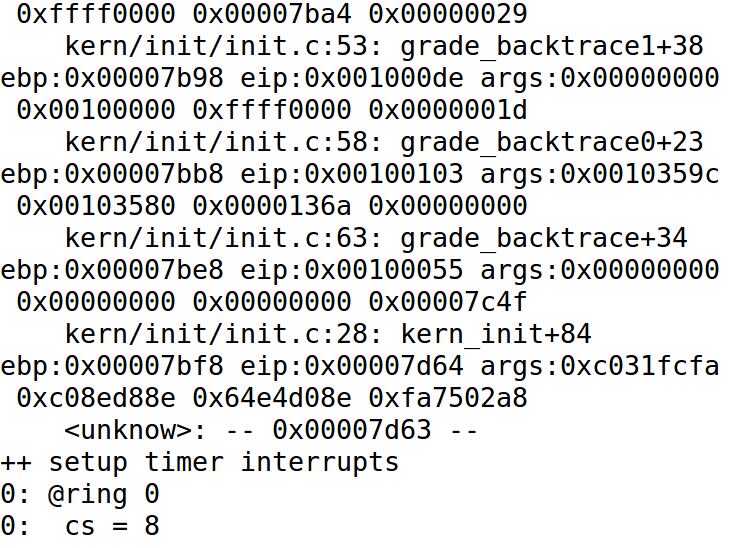 0xffff0000 0x00007ba4 0x00000029
kern/init/init.c:53: grade_backtrace1+38
ebp:0x00007b98 eip:0x001000de args:0x00000000
0x00100000 0xffff0000 0x0000001d
kern/init/init.c:58: grade_backtrace0+23
ebp:0x00007bb8 eip:0x00100103 args:0x0010359c
0x00103580 0x0000136a 0x00000000
kern/init/init.c:63: grade_backtrace+34
ebp:0x00007be8 eip:0x00100055 args:0x00000000
0x00000000 0x00000000 0x00007c4f
kern/init/init.c:28: kern_init+84
ebp:0x00007bf8 eip:0x00007d64 args:0xc031fcfa
0xc08ed88e 0x64e4d08e 0xfa7502a8
<unknow>: -- 0x00007d63 --
++ setup timer interrupts
0: @ring 0
0:  cs = 8